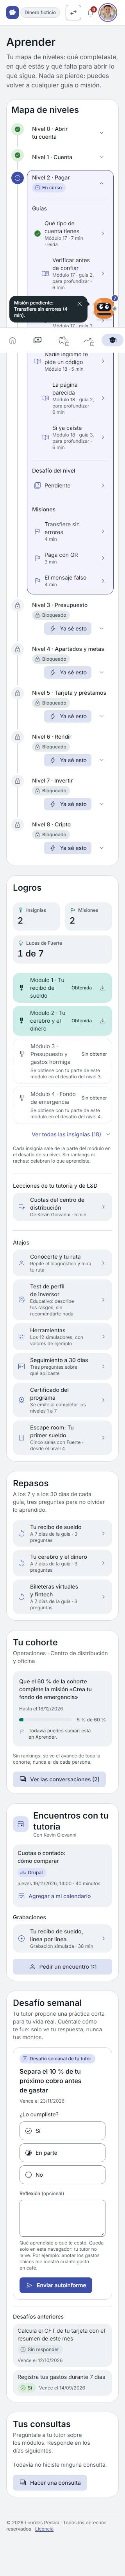 Dinero ficticio
6
Aprender
Tu mapa de niveles: qué completaste,
qué estás y qué falta para abrir lo
que sigue. Nada se pierde: puedes
volver a cualquier guía o misión.
Mapa de niveles
Nivel 0 · Abrir
tu cuenta
Nivel 1 · Cuenta
Nivel 2 · Pagar
En curso
Guías
Qué tipo de
cuenta tienes
Módulo 17 · 7 min
· leída
Verificar antes
de confiar
Módulo 17 · guía 2,
para profundizar ·
6 min
Misión pendiente:
Transfiere sin errores (4
min).
Nadie legítimo te
pide un código
Módulo 18 · 5 min
La página
parecida
Módulo 18 · guía 2,
para profundizar ·
6 min
Si ya caíste
Módulo 18 · guía 3,
para profundizar ·
6 min
Desafío del nivel
Pendiente
Misiones
Transfiere sin
errores
4 min
Paga con QR
3 min
El mensaje falso
4 min
Nivel 3 · Presupuesto
Bloqueado
Ya sé esto
Nivel 4 · Apartados y metas
Bloqueado
Ya sé esto
Nivel 5 · Tarjeta y préstamos
Bloqueado
Ya sé esto
Nivel 6 · Rendir
Bloqueado
Ya sé esto
Nivel 7 · Invertir
Bloqueado
Ya sé esto
Nivel 8 · Cripto
Bloqueado
Ya sé esto
Logros
Insignias
2
Misiones
2
Luces de Fuerte
1 de 7
Módulo 1 · Tu
recibo de
sueldo
Obtenida
Módulo 2 · Tu
cerebro y el
dinero
Obtenida
Módulo 3 ·
Presupuesto y
gastos hormiga
Sin obtener
Se obtiene con tu parte de este
módulo en el desafío del nivel 3.
Módulo 4 · Fondo
de emergencia
Sin obtener
Se obtiene con tu parte de este
módulo en el desafío del nivel 4.
Ver todas las insignias (18)
Cada insignia sale de la parte del módulo en
el desafío de su nivel. Sin rankings ni
rachas: celebran lo que aprendiste.
Lecciones de tu tutoría y de L&D
Cuotas del centro de
distribución
De Kevin Giovanni · 5 min
Atajos
Conocerte y tu ruta
Repite el diagnóstico y mira
tu ruta
Test de perfil
de inversor
Educativo: describe
tus rasgos, sin
recomendarte nada
Herramientas
Los 12 simuladores, con
valores de ejemplo
Seguimiento a 30 días
Tres preguntas sobre
qué aplicaste
Certificado del
programa
Se emite al completar los
niveles 1 a 7
Escape room: Tu
primer sueldo
Cinco salas con Fuerte ·
desde el nivel 4
Repasos
A los 7 y a los 30 días de cada
guía, tres preguntas para no olvidar
lo aprendido.
Tu recibo de sueldo
A 7 días de la guía · 3
preguntas
Tu cerebro y el dinero
A 7 días de la guía · 3
preguntas
Billeteras virtuales
y fintech
A 7 días de la guía · 3
preguntas
Tu cohorte
Operaciones · Centro de distribución
y oficina
Que el 60 % de la cohorte
complete la misión «Crea tu
fondo de emergencia»
Hasta el 18/12/2026
5 % de 60 %
Todavía puedes sumar: está
en Aprender.
Sin rankings: se ve el avance de toda la
cohorte, nunca el de cada persona.
Ver las conversaciones (2)
Encuentros con tu
tutoría
Con Kevin Giovanni
Cuotas o contado:
cómo comparar
Grupal
jueves 19/11/2026, 14:00 · 40 minutos
Agregar a mi calendario
Grabaciones
Tu recibo de sueldo,
línea por línea
Grabación simulada · 38 min
Pedir un encuentro 1:1
Desafío semanal
Tu tutor propone una práctica corta
para tu vida real. Cuéntale cómo
te fue: solo lo ve tu tutor, nunca
tus montos.
Desafío semanal de tu tutor
Separa el 10 % de tu
próximo cobro antes
de gastar
Vence el 23/11/2026
¿Lo cumpliste?
Sí
En parte
No
Reflexión (opcional)
Qué aprendiste o qué te costó. Queda
solo en este navegador: tu tutor no
la ve. Por ejemplo: anotar los gastos
chicos me mostró cuánto gasto
en café.
Enviar autoinforme
Desafíos anteriores
Calcula el CFT de tu tarjeta con el
resumen de este mes
Sin responder
Vence el 12/10/2026
Registra tus gastos durante 7 días
Sí
Vence el 14/09/2026
Tus consultas
Pregúntale a tu tutor sobre
los módulos. Responde en los
días siguientes.
Todavía no hiciste ninguna consulta.
Hacer una consulta
© 2026 Lourdes Pedaci · Todos los derechos
reservados · Licencia